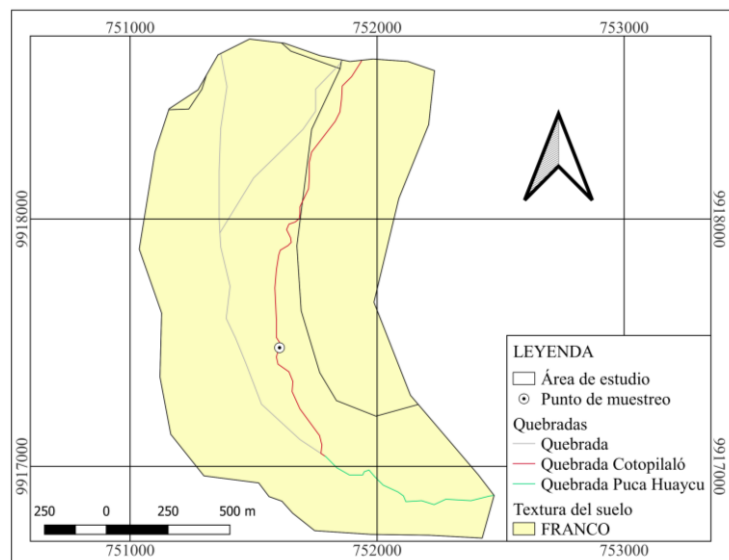 751000 752000 753000
9918000 9918000
9917000 9917000
LEYENDA
Área de estudio
Punto de muestreo
Quebradas
Quebrada
Quebrada Cotopilaló
Quebrada Puca Huaycu
Textura del suelo
FRANCO
250 0 250 500 m
751000 752000 753000